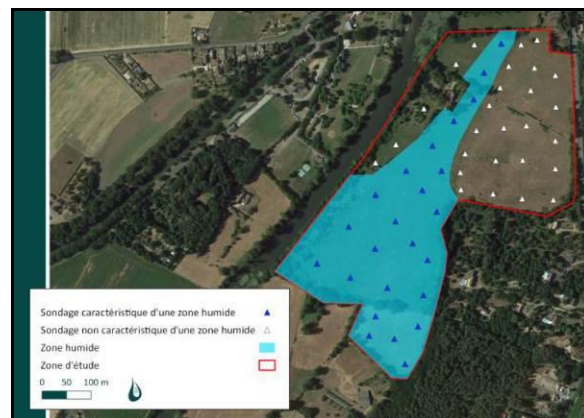 Sondage caractéristique d'une zone humide
Sondage non caractéristique d'une zone humide
Zone humide
Zone d'étude
0 50 100 m